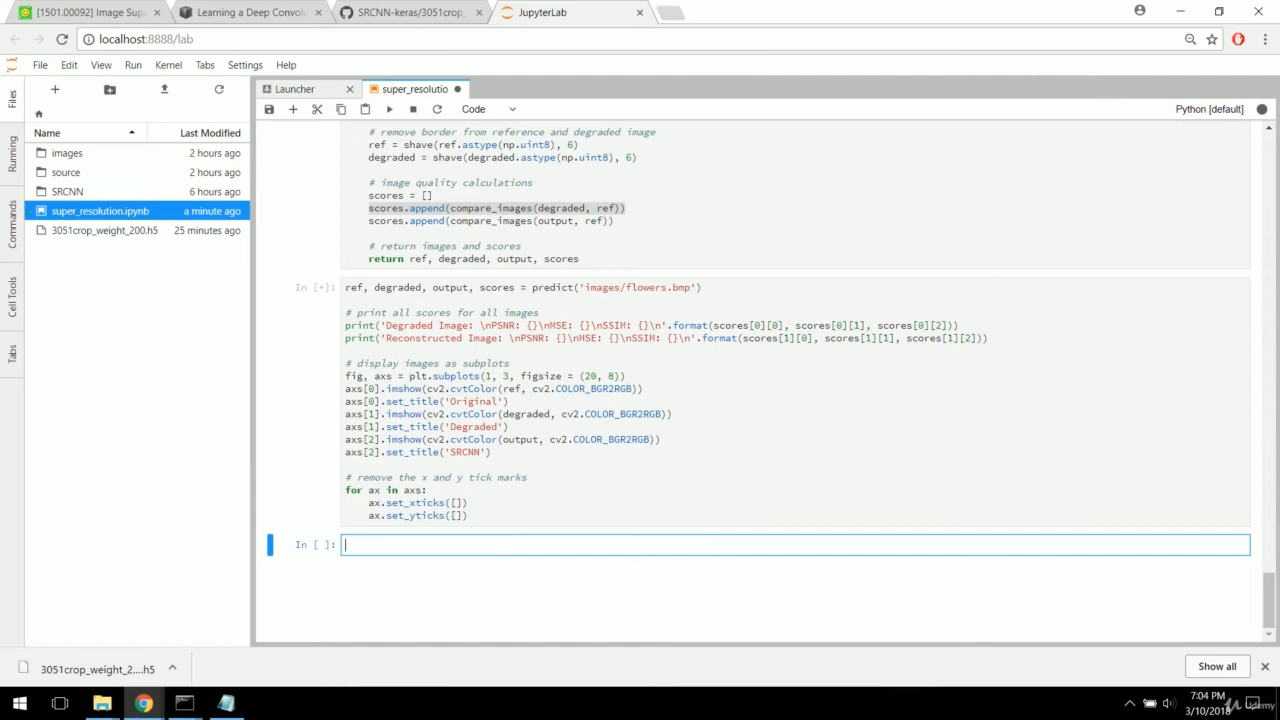 [1501.00092] Image Sup
Learning a Deep Convol
SRCNN-keras/3051crop_
JupyterLab
localhost:8888/lab
File Edit View Run Kernel Tabs Settings Help
Files
Running
Commands
Cell Tools
Tabs
Name Last Modified
images 2 hours ago
source 2 hours ago
SRCNN 6 hours ago
super_resolution.ipynb a minute ago
3051crop_weight_200.h5 25 minutes ago
Launcher
super_resolutio
Code
Python [default]
# remove border from reference and degraded image
ref = shave(ref.astype(np.uint8), 6)
degraded = shave(degraded.astype(np.uint8), 6)
# image quality calculations
scores = []
scores.append(compare_images(degraded, ref))
scores.append(compare_images(output, ref))
# return images and scores
return ref, degraded, output, scores
In [*]: ref, degraded, output, scores = predict('images/flowers.bmp')
# print all scores for all images
print('Degraded Image: \nPSNR: {}\nMSE: {}\nSSIM: {}\n'.format(scores[0][0], scores[0][1], scores[0][2]))
print('Reconstructed Image: \nPSNR: {}\nMSE: {}\nSSIM: {}\n'.format(scores[1][0], scores[1][1], scores[1][2]))
# display images as subplots
fig, axs = plt.subplots(1, 3, figsize = (20, 8))
axs[0].imshow(cv2.cvtColor(ref, cv2.COLOR_BGR2RGB))
axs[0].set_title('Original')
axs[1].imshow(cv2.cvtColor(degraded, cv2.COLOR_BGR2RGB))
axs[1].set_title('Degraded')
axs[2].imshow(cv2.cvtColor(output, cv2.COLOR_BGR2RGB))
axs[2].set_title('SRCNN')
# remove the x and y tick marks
for ax in axs:
ax.set_xticks([])
ax.set_yticks([])
In [ ]:
3051crop_weight_2....h5
Show all
7:04 PM
3/10/2018
Udemy